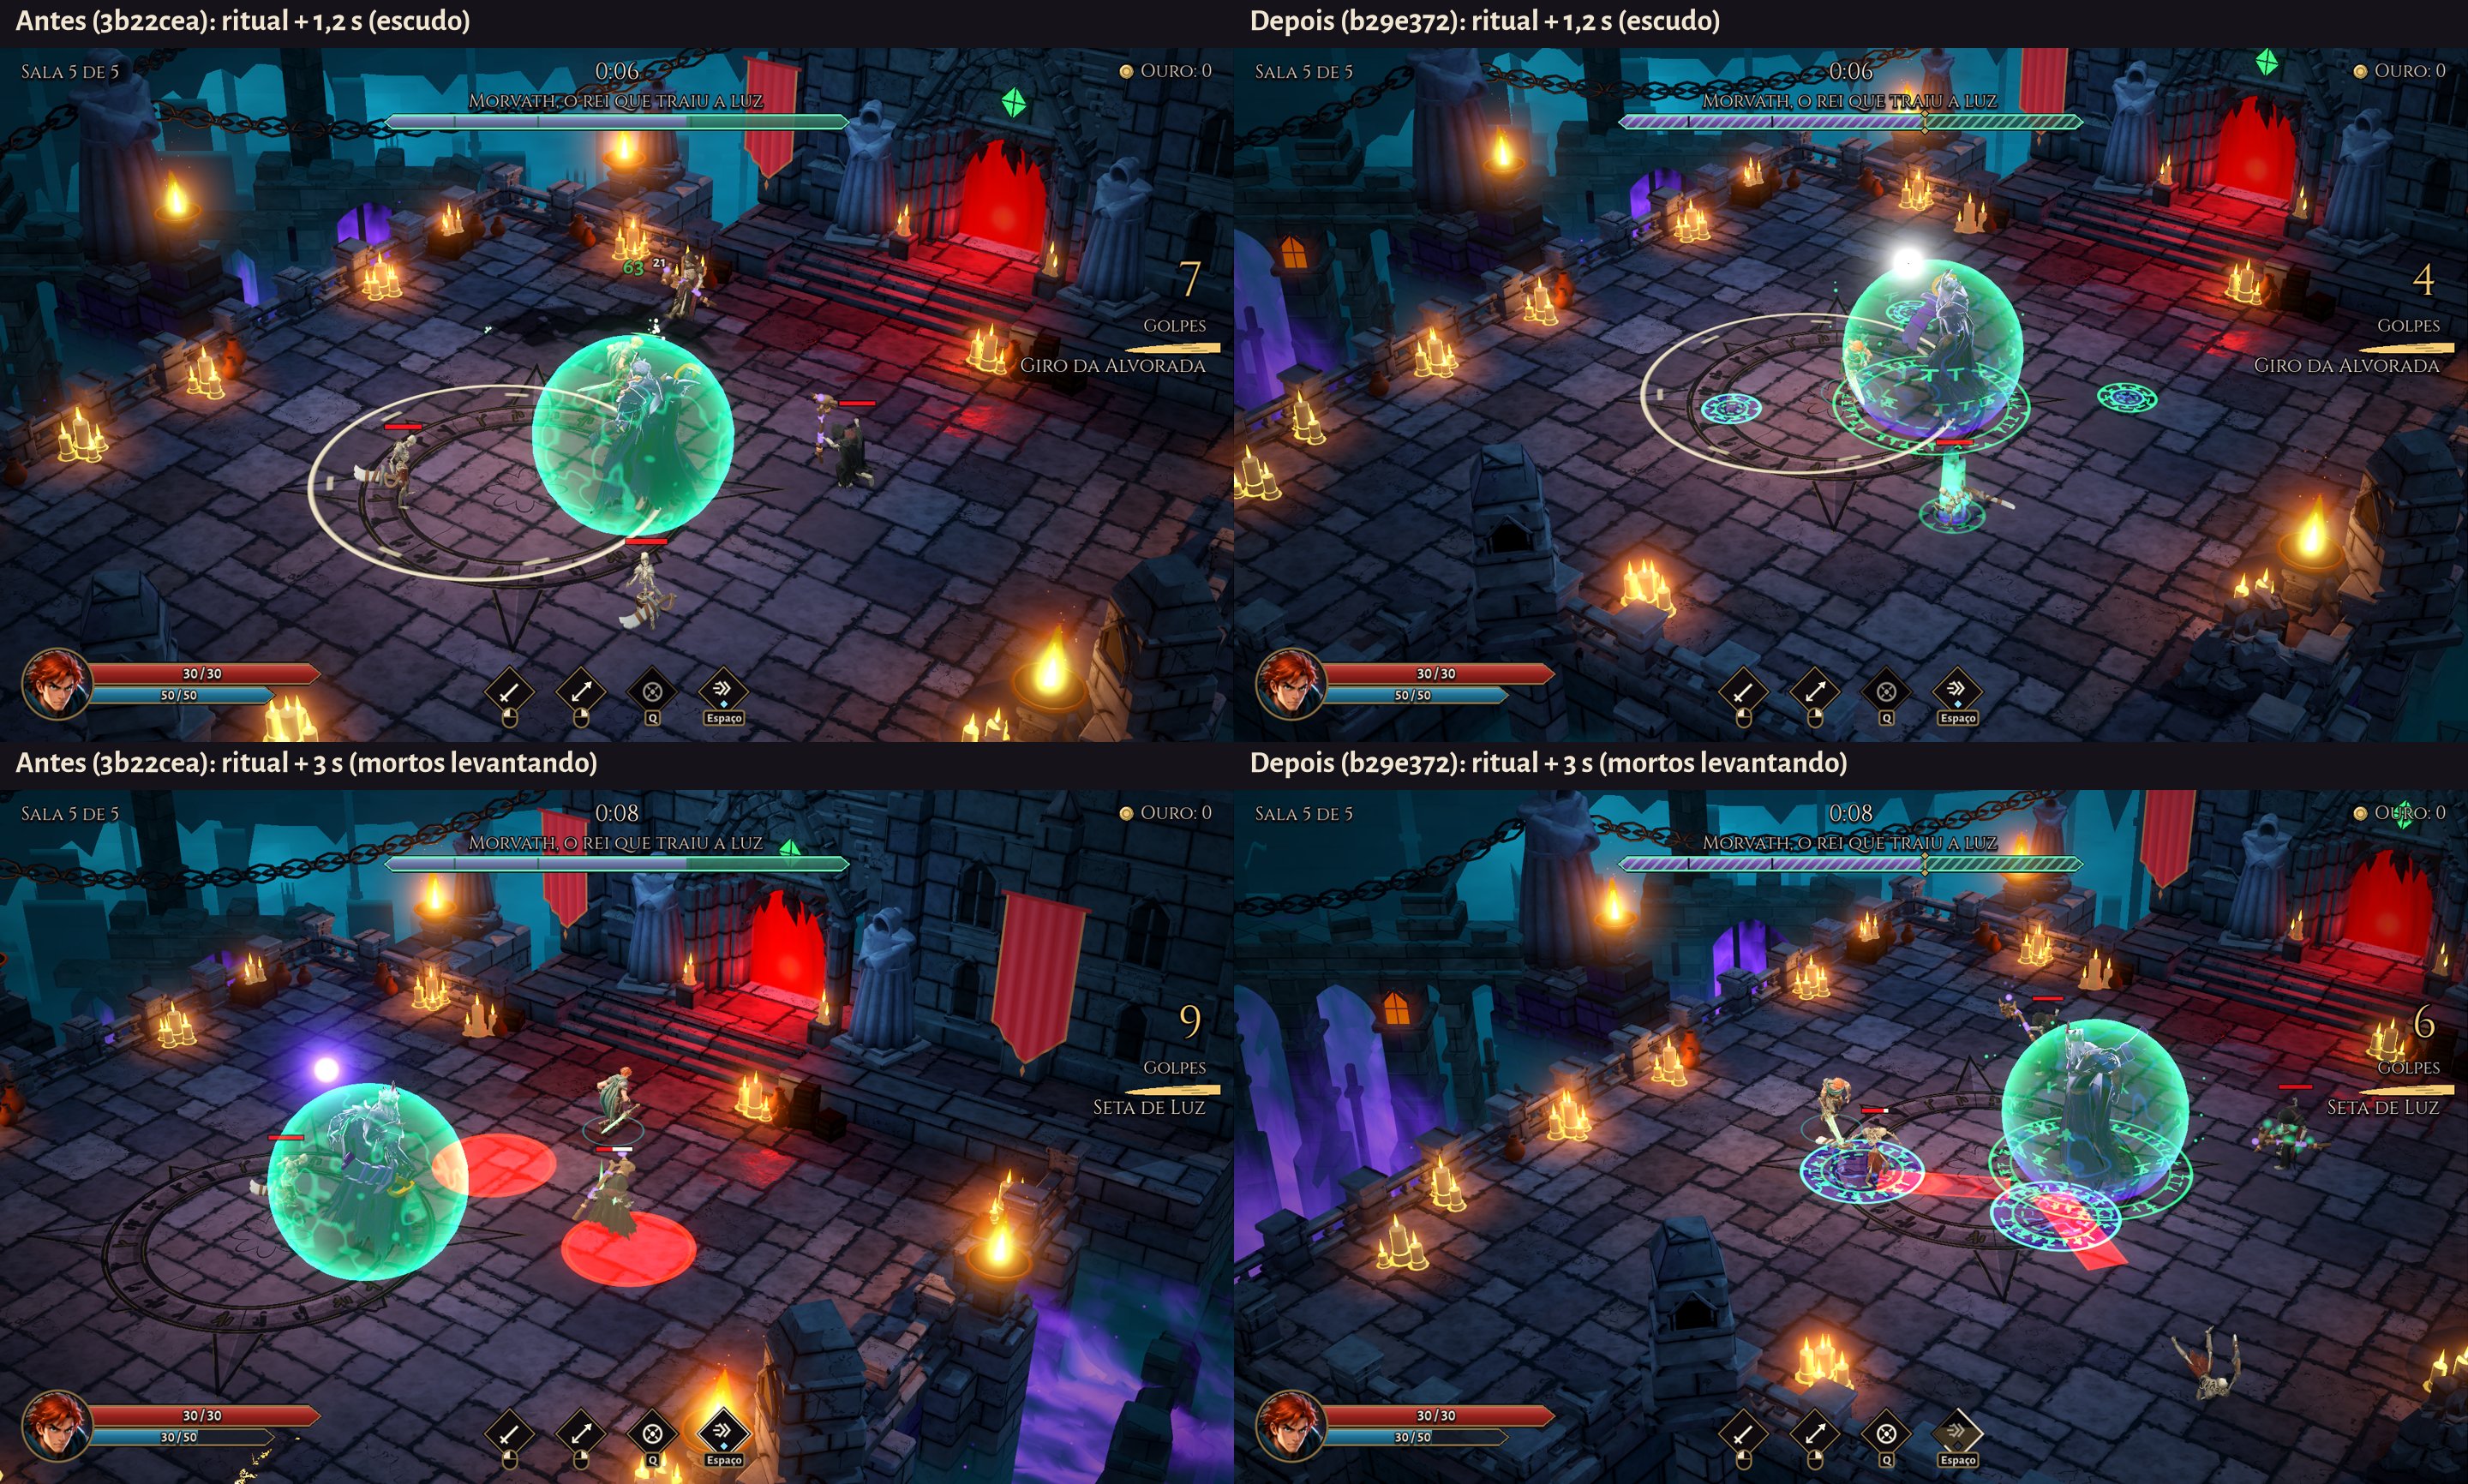 Antes (3b22cea): ritual + 1,2 s (escudo)
SALA 5 DE 5
0:06
OURO: 0
MORVATH, O REI QUE TRAIU A LUZ
63 21
7
GOLPES
GIRO DA ALVORADA
30/30
50/50
Q
Espaço
Depois (b29e372): ritual + 1,2 s (escudo)
SALA 5 DE 5
0:06
OURO: 0
MORVATH, O REI QUE TRAIU A LUZ
4
GOLPES
GIRO DA ALVORADA
30/30
50/50
Q
Espaço
Antes (3b22cea): ritual + 3 s (mortos levantando)
SALA 5 DE 5
0:08
OURO: 0
MORVATH, O REI QUE TRAIU A LUZ
9
GOLPES
SETA DE LUZ
30/30
30/50
Q
Espaço
Depois (b29e372): ritual + 3 s (mortos levantando)
SALA 5 DE 5
0:08
OURO: 0
MORVATH, O REI QUE TRAIU A LUZ
6
GOLPES
SETA DE LUZ
30/30
30/50
Q
Espaço